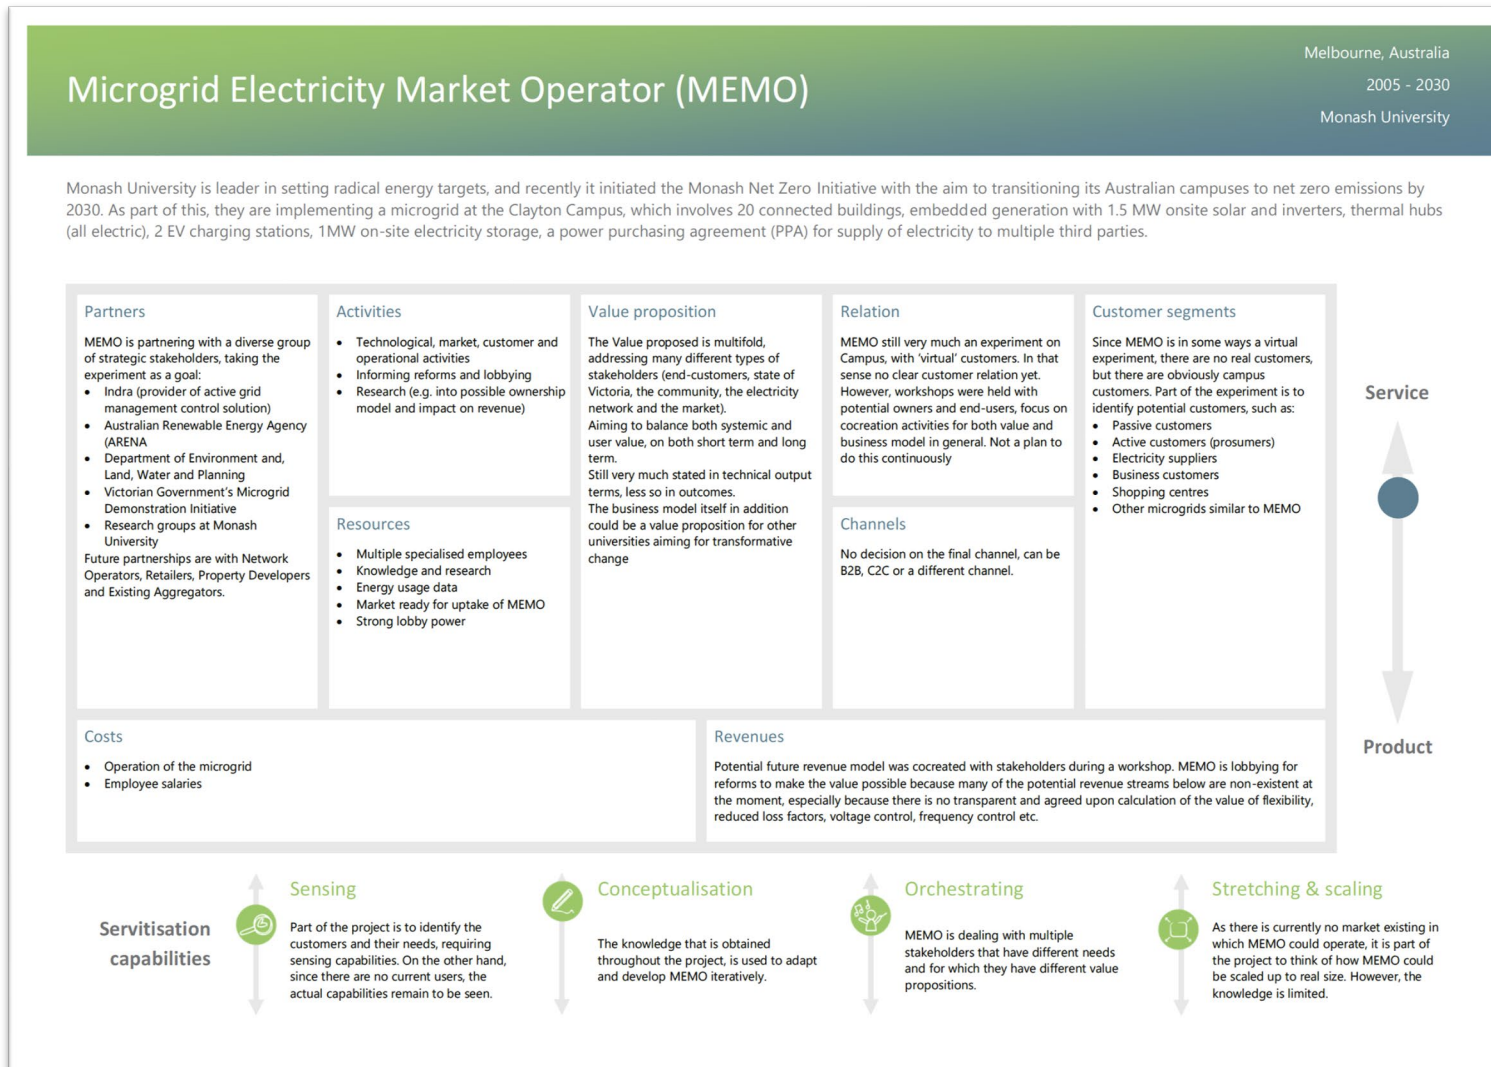 Microgrid Electricity Market Operator (MEMO)
Melbourne, Australia
2005 - 2030
Monash University
Monash University is leader in setting radical energy targets, and recently it initiated the Monash Net Zero Initiative with the aim to transitioning its Australian campuses to net zero emissions by
2030. As part of this, they are implementing a microgrid at the Clayton Campus, which involves 20 connected buildings, embedded generation with 1.5 MW onsite solar and inverters, thermal hubs
(all electric), 2 EV charging stations, 1MW on-site electricity storage, a power purchasing agreement (PPA) for supply of electricity to multiple third parties.
Partners
MEMO is partnering with a diverse group
of strategic stakeholders, taking the
experiment as a goal:
• Indra (provider of active grid
management control solution)
• Australian Renewable Energy Agency
(ARENA
• Department of Environment and,
Land, Water and Planning
• Victorian Government's Microgrid
Demonstration Initiative
• Research groups at Monash
University
Future partnerships are with Network
Operators, Retailers, Property Developers
and Existing Aggregators.
Activities
• Technological, market, customer and
operational activities
• Informing reforms and lobbying
• Research (e.g. into possible ownership
model and impact on revenue)
Resources
• Multiple specialised employees
• Knowledge and research
• Energy usage data
• Market ready for uptake of MEMO
• Strong lobby power
Value proposition
The Value proposed is multifold,
addressing many different types of
stakeholders (end-customers, state of
Victoria, the community, the electricity
network and the market).
Aiming to balance both systemic and
user value, on both short term and long
term.
Still very much stated in technical output
terms, less so in outcomes.
The business model itself in addition
could be a value proposition for other
universities aiming for transformative
change
Relation
MEMO still very much an experiment on
Campus, with 'virtual' customers. In that
sense no clear customer relation yet.
However, workshops were held with
potential owners and end-users, focus on
cocreation activities for both value and
business model in general. Not a plan to
do this continuously
Channels
No decision on the final channel, can be
B2B, C2C or a different channel.
Customer segments
Since MEMO is in some ways a virtual
experiment, there are no real customers,
but there are obviously campus
customers. Part of the experiment is to
identify potential customers, such as:
• Passive customers
• Active customers (prosumers)
• Electricity suppliers
• Business customers
• Shopping centres
• Other microgrids similar to MEMO
Service
Product
Costs
• Operation of the microgrid
• Employee salaries
Revenues
Potential future revenue model was cocreated with stakeholders during a workshop. MEMO is lobbying for
reforms to make the value possible because many of the potential revenue streams below are non-existent at
the moment, especially because there is no transparent and agreed upon calculation of the value of flexibility,
reduced loss factors, voltage control, frequency control etc.
Servitisation
capabilities
Sensing
Part of the project is to identify the
customers and their needs, requiring
sensing capabilities. On the other hand,
since there are no current users, the
actual capabilities remain to be seen.
Conceptualisation
The knowledge that is obtained
throughout the project, is used to adapt
and develop MEMO iteratively.
Orchestrating
MEMO is dealing with multiple
stakeholders that have different needs
and for which they have different value
propositions.
Stretching & scaling
As there is currently no market existing in
which MEMO could operate, it is part of
the project to think of how MEMO could
be scaled up to real size. However, the
knowledge is limited.